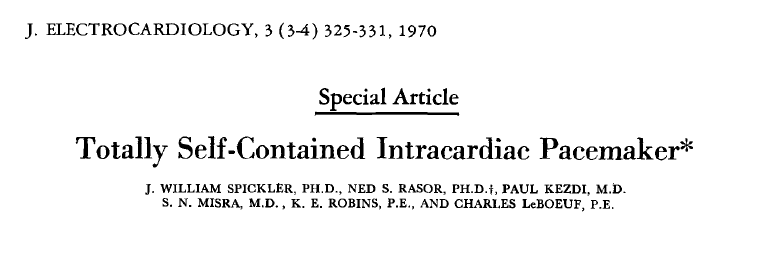 J. ELECTROCARDIOLOGY, 3 (3-4) 325-331, 1970
Special Article
Totally Self-Contained Intracardiac Pacemaker*
J. WILLIAM SPICKLER, PH.D., NED S. RASOR, PH.D.†, PAUL KEZDI, M.D.
S. N. MISRA, M.D., K. E. ROBINS, P.E., AND CHARLES LeBOEUF, P.E.